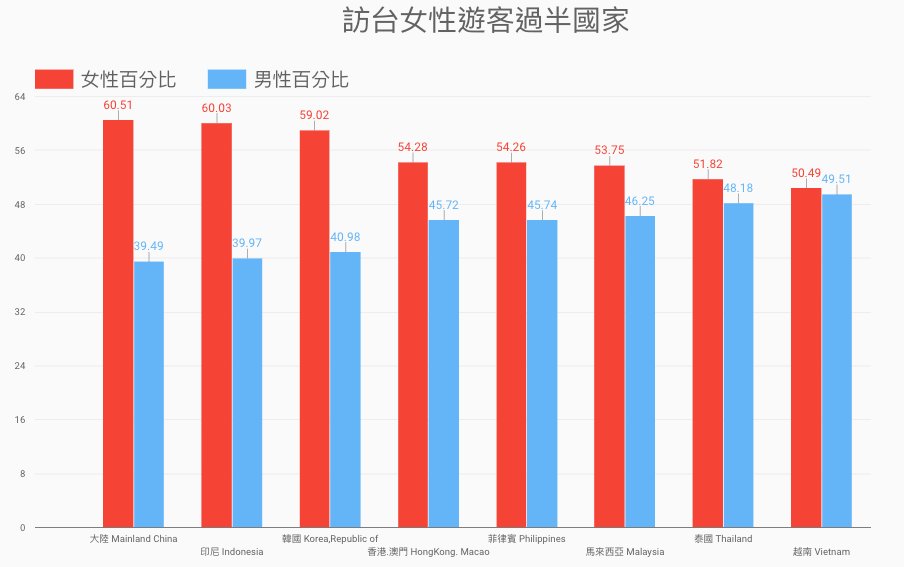 訪台女性遊客過半國家
女性百分比 男性百分比
64
56
48
40
32
24
16
8
0
60.51 39.49
60.03 39.97
59.02 40.98
54.28 45.72
54.26 45.74
53.75 46.25
51.82 48.18
50.49 49.51
大陸 Mainland China
印尼 Indonesia
韓國 Korea,Republic of
香港.澳門 HongKong. Macao
菲律賓 Philippines
馬來西亞 Malaysia
泰國 Thailand
越南 Vietnam